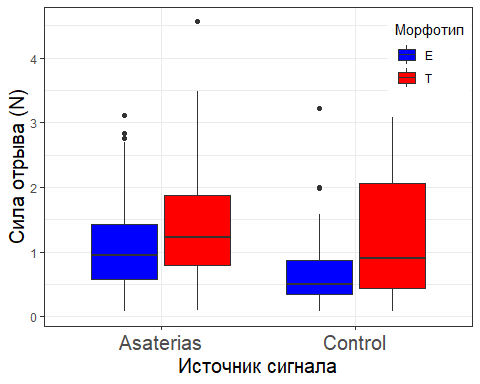 Сила отрыва (N)
4
3
2
1
0
Морфотип
E
T
Asaterias
Control
Источник сигнала